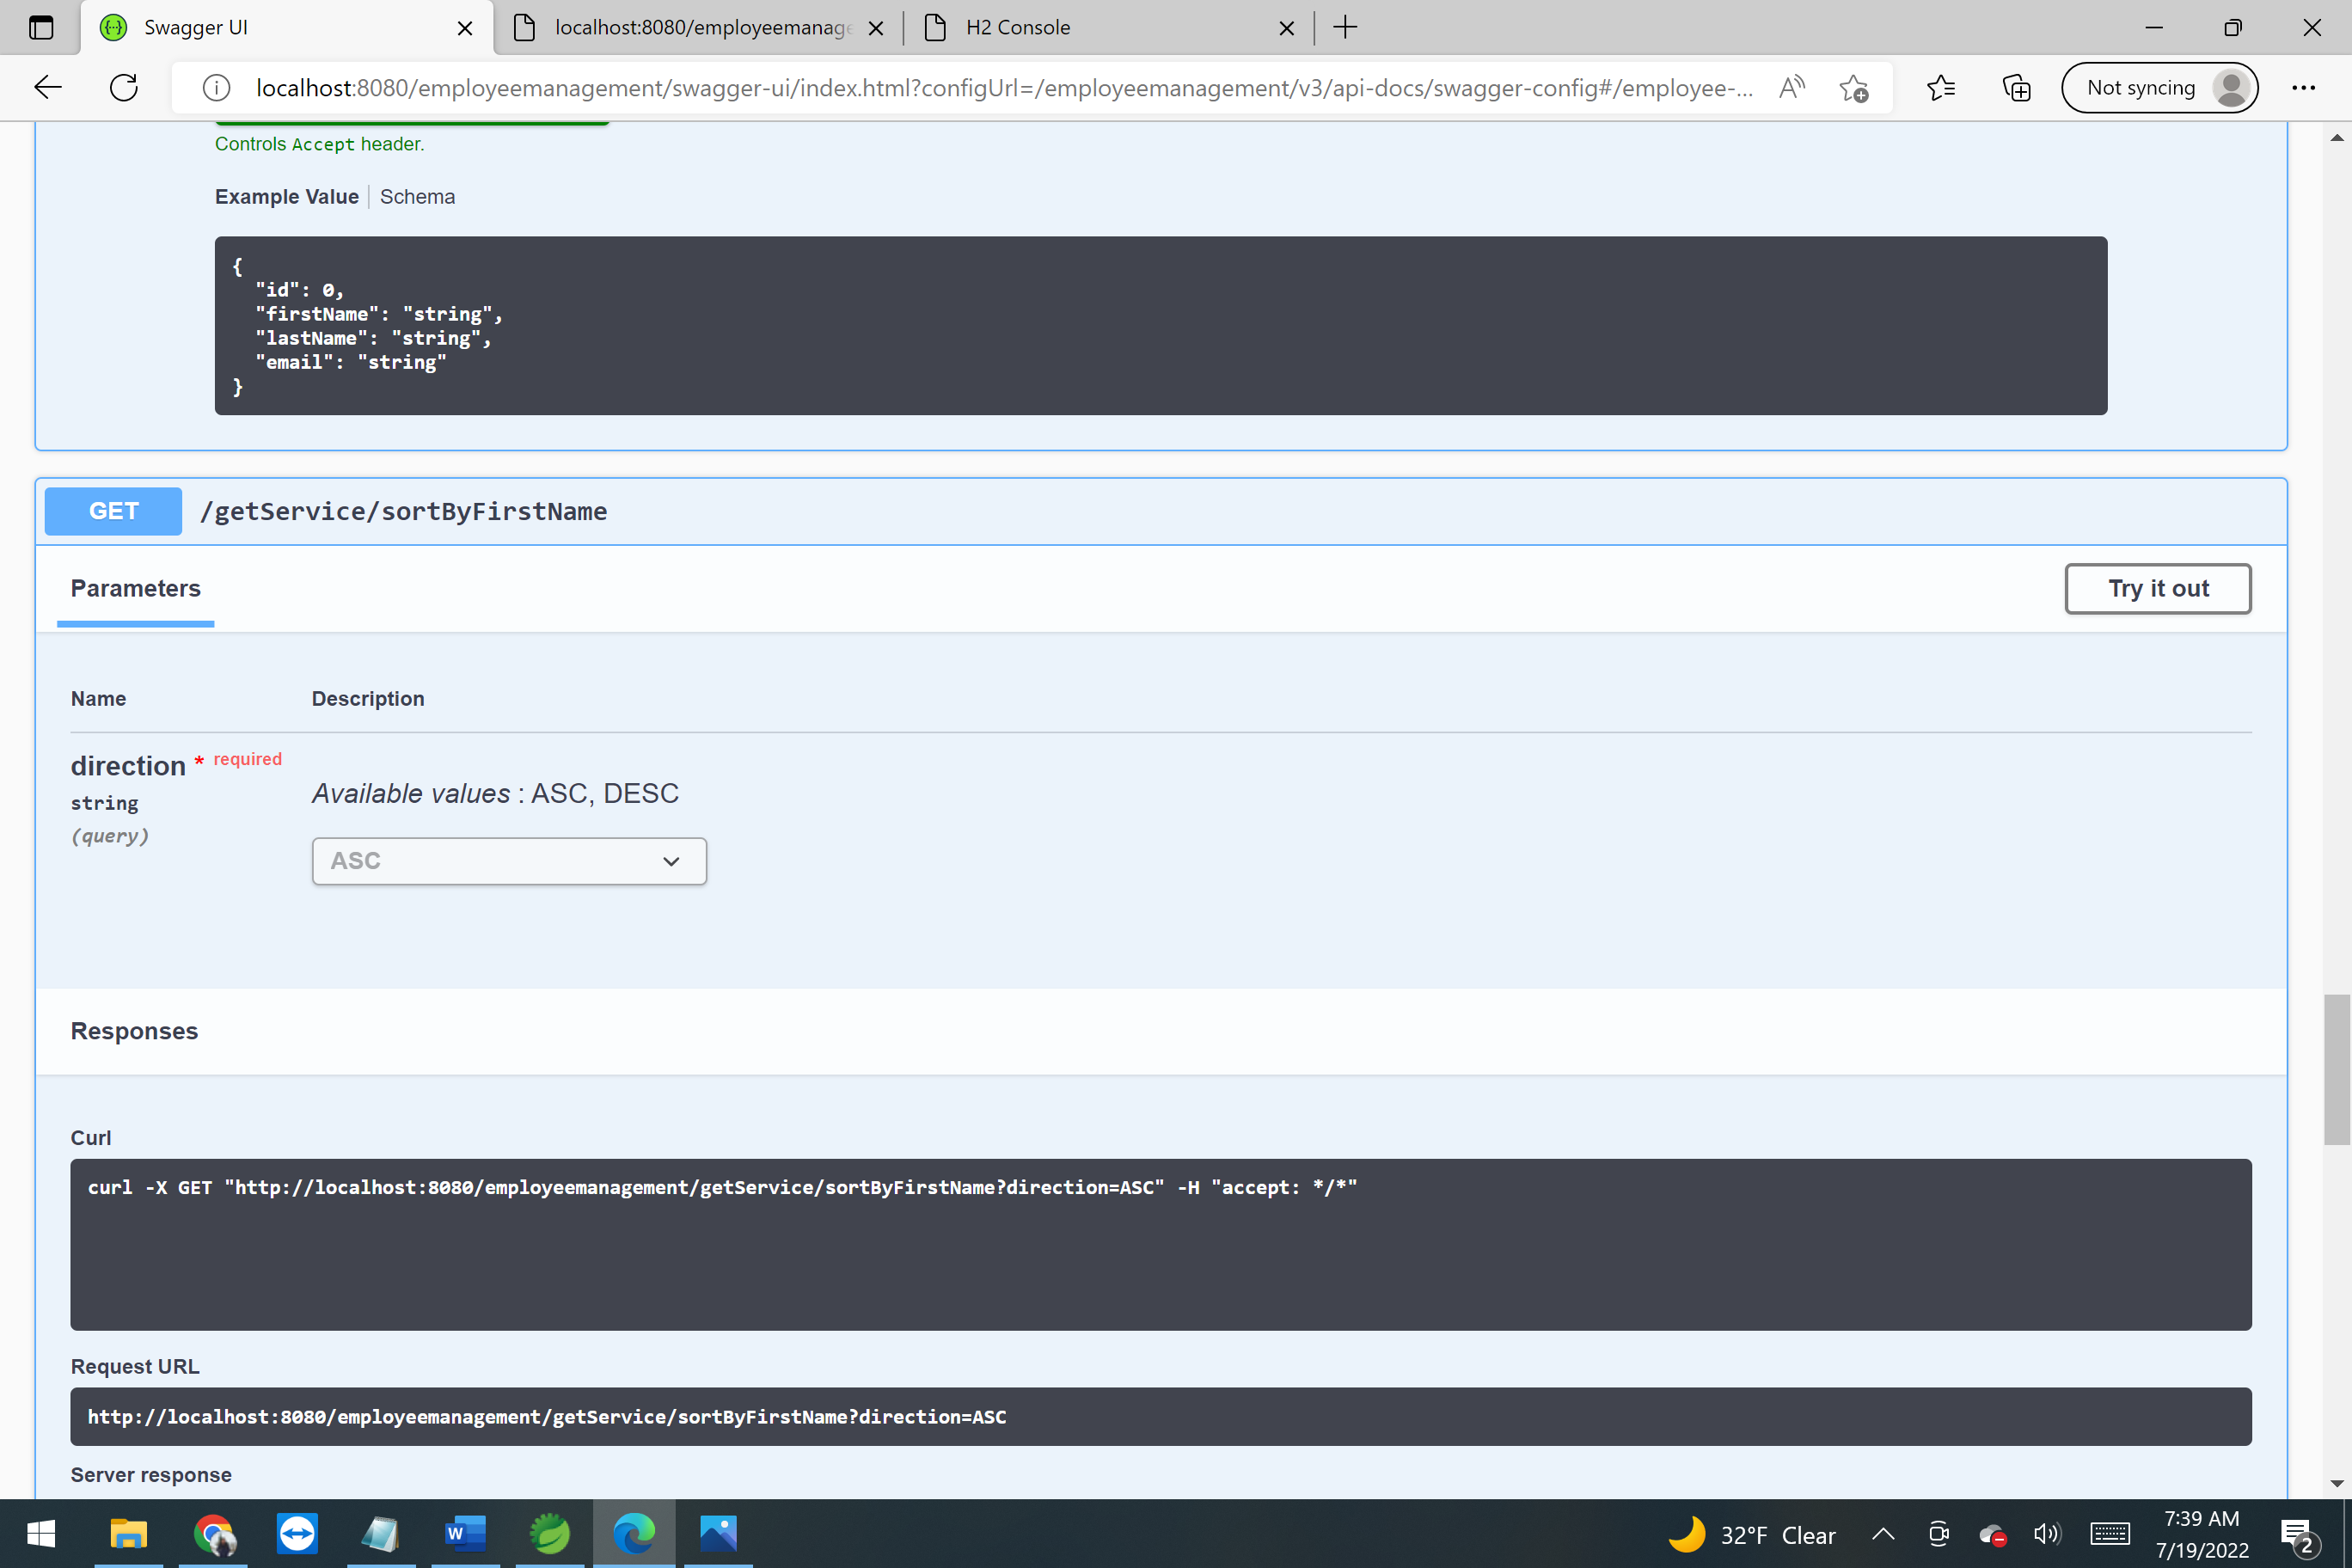 Swagger UI
localhost:8080/employeemanage
H2 Console
localhost:8080/employeemanagement/swagger-ui/index.html?configUrl=/employeemanagement/v3/api-docs/swagger-config#/employee-...
Not syncing
Controls Accept header.
Example Value
Schema
{
"id": 0,
"firstName": "string",
"lastName": "string",
"email": "string"
}
GET /getService/sortByFirstName
Parameters
Try it out
Name Description
direction * required
string
(query)
Available values : ASC, DESC
ASC
Responses
Curl
curl -X GET "http://localhost:8080/employeemanagement/getService/sortByFirstName?direction=ASC" -H "accept: */*"
Request URL
http://localhost:8080/employeemanagement/getService/sortByFirstName?direction=ASC
Server response
W
32°F Clear
7:39 AM
7/19/2022
2